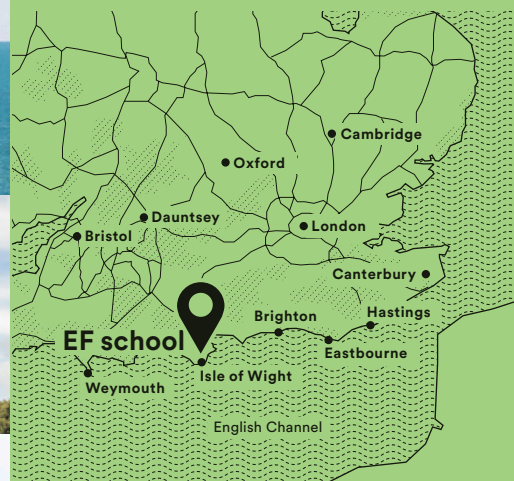 Cambridge
Oxford
Dauntsey
London
Bristol
Canterbury
Hastings
Brighton
EF school
Eastbourne
Isle of Wight
Weymouth
English Channel